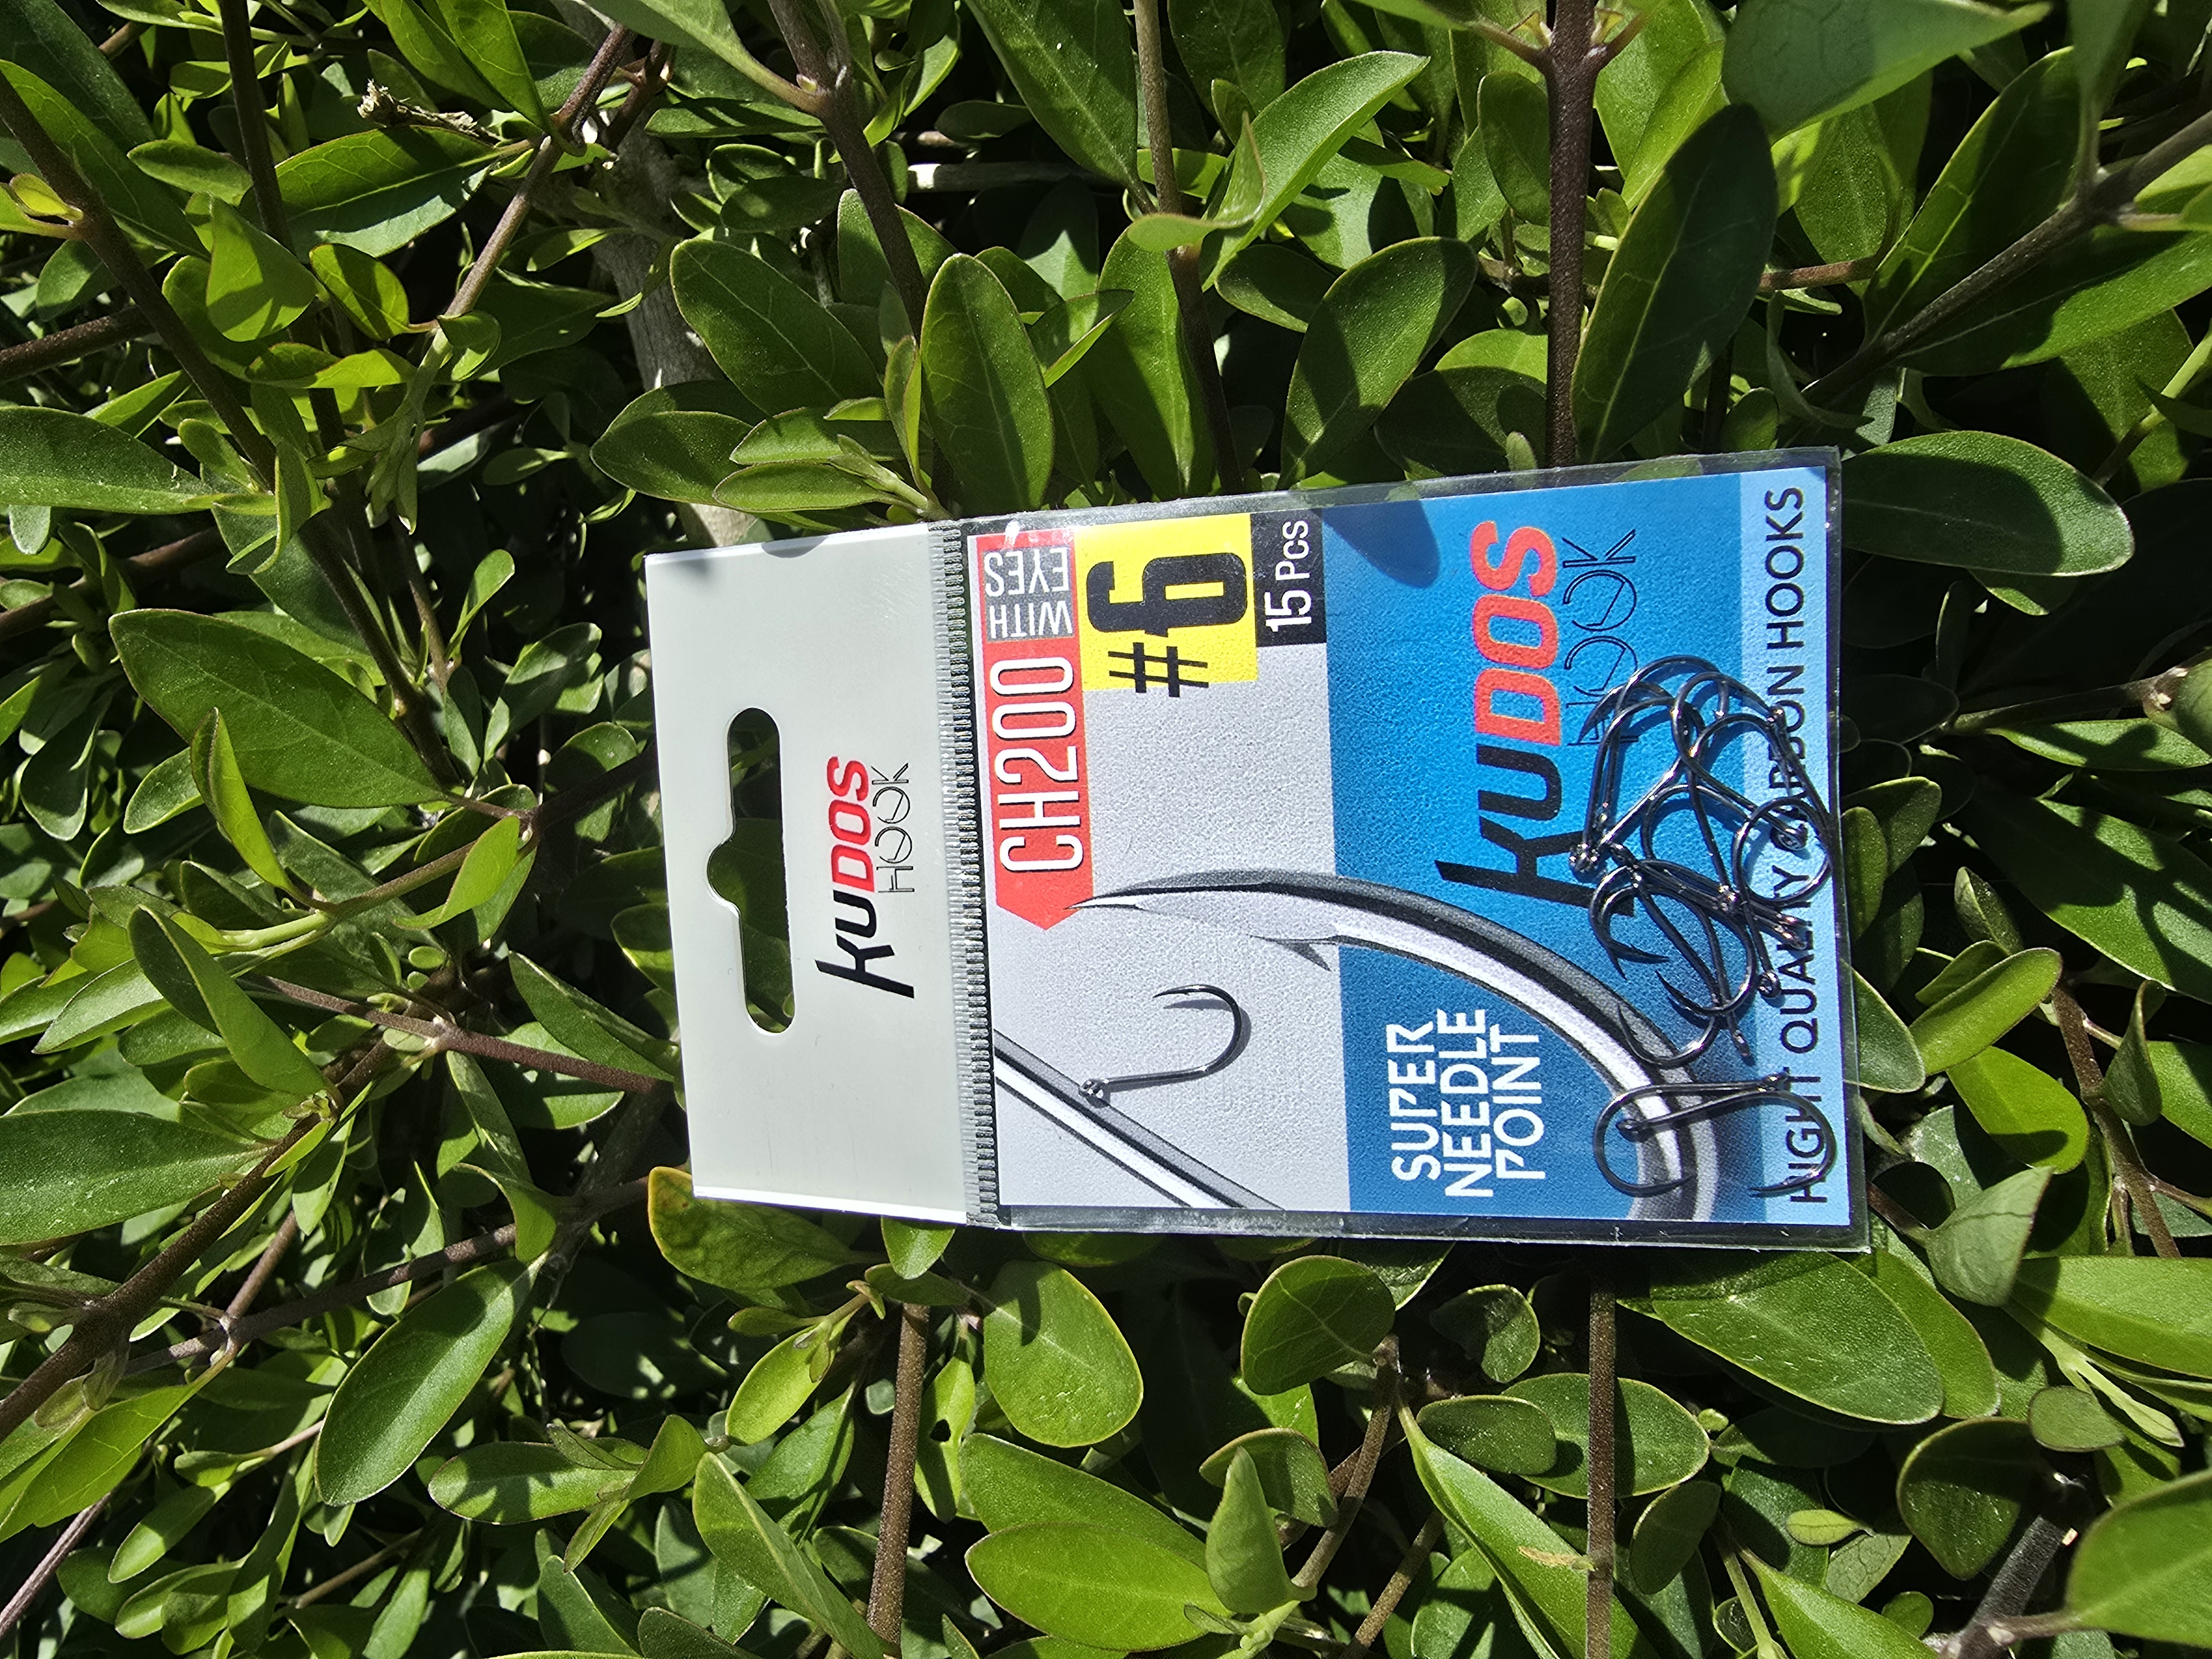 KUDOS
HOOK
CH200
WITH
EYES
#6
15 Pcs
SUPER
NEEDLE
POINT
KUDOS
HOOK
HIGHT QUALITY CARBON HOOKS